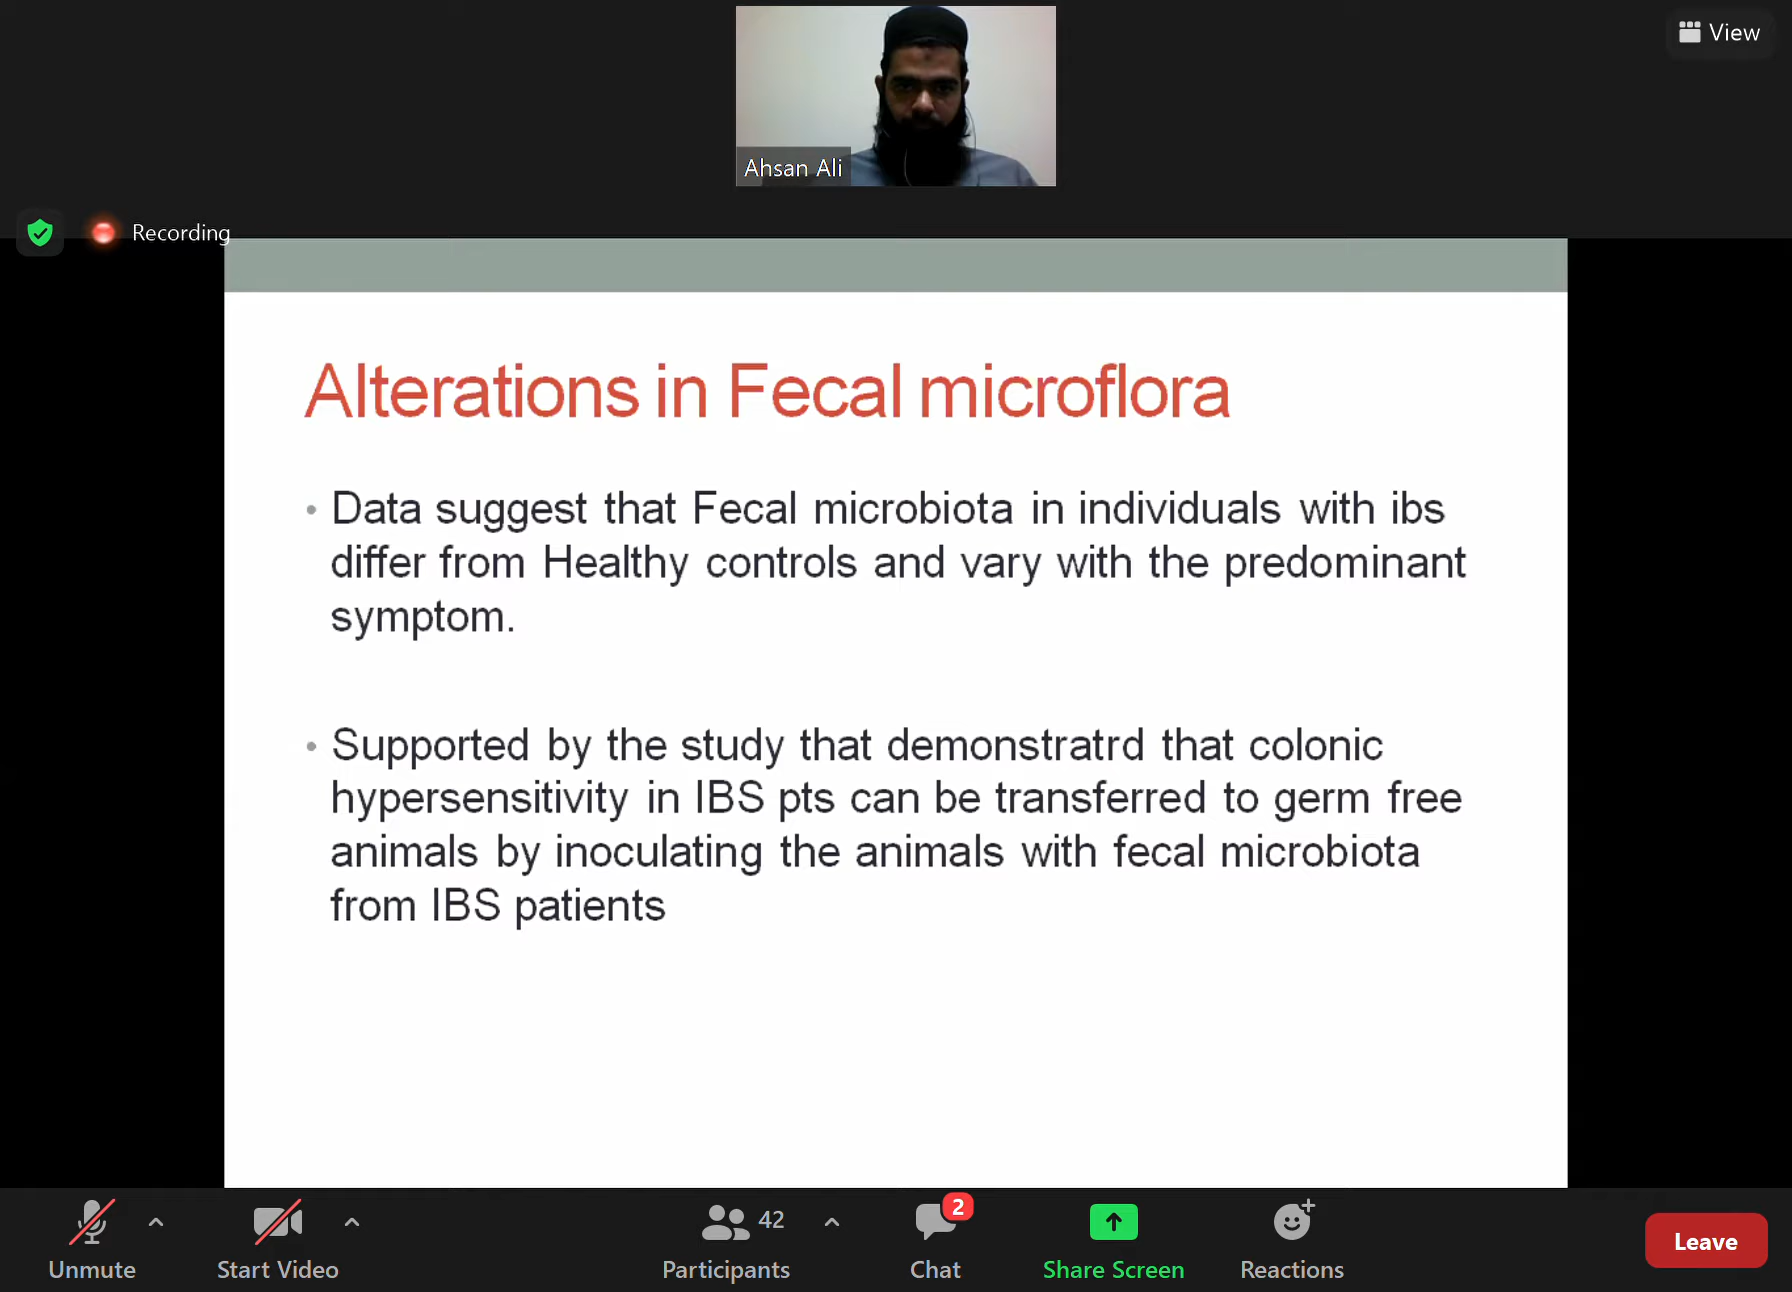 View
Ahsan Ali
Recording
Alterations in Fecal microflora
• Data suggest that Fecal microbiota in individuals with ibs
differ from Healthy controls and vary with the predominant
symptom.
• Supported by the study that demonstratrd that colonic
hypersensitivity in IBS pts can be transferred to germ free
animals by inoculating the animals with fecal microbiota
from IBS patients
42
2
Unmute
Start Video
Participants
Chat
Share Screen
Reactions
Leave